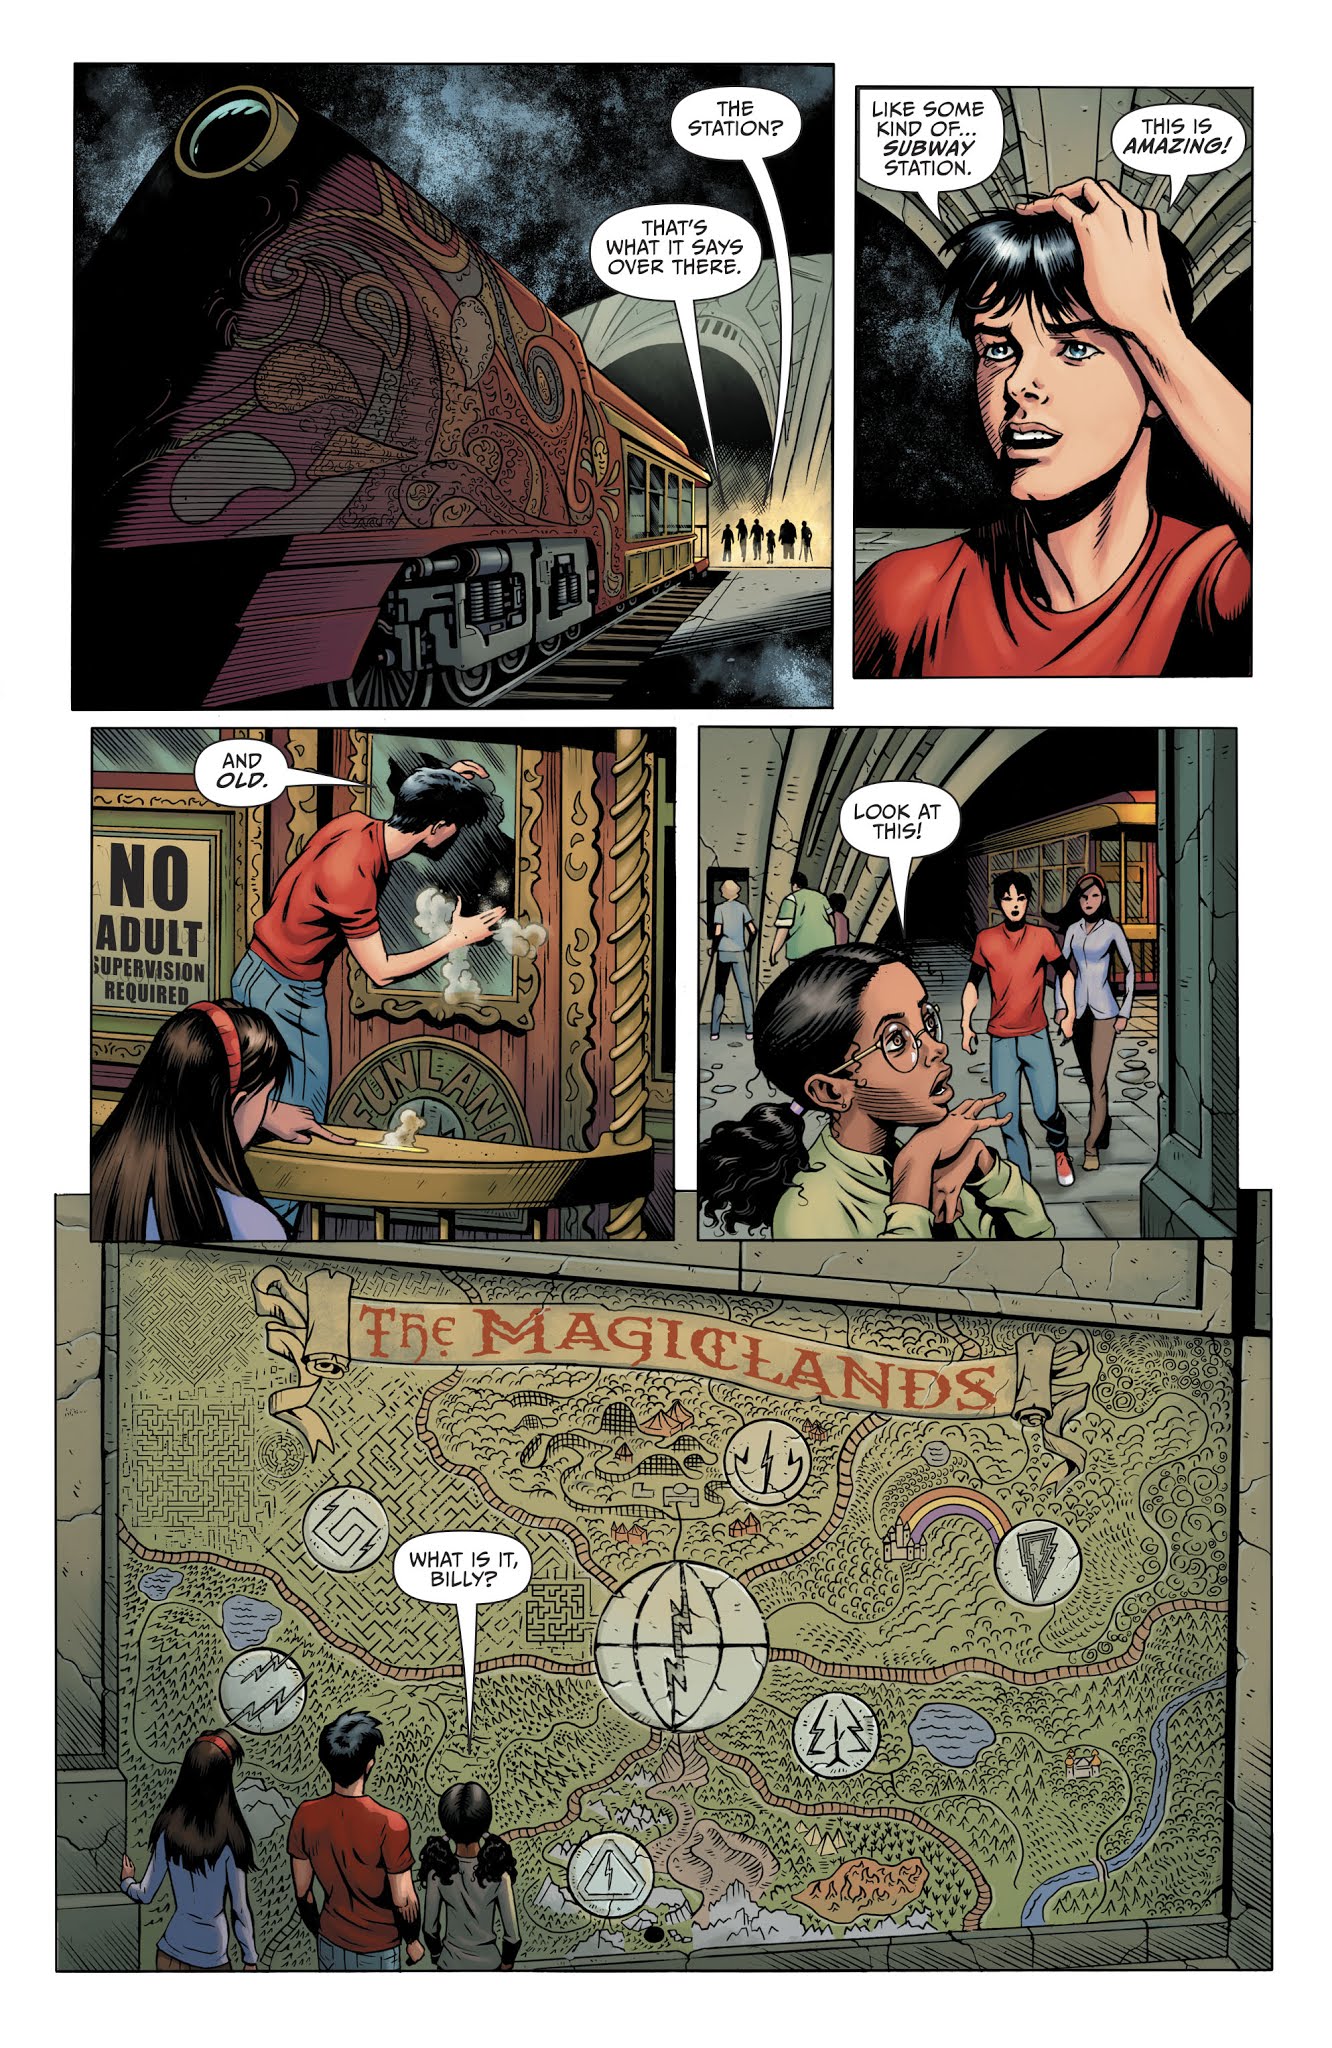 THE
STATION?
THAT'S
WHAT IT SAYS
OVER THERE.
LIKE SOME
KIND OF...
SUBWAY
STATION.
THIS IS
AMAZING!
AND
OLD.
NO
ADULT
SUPERVISION
REQUIRED
FUNLAND
LOOK AT
THIS!
THE MAGICLANDS
WHAT IS IT,
BILLY?